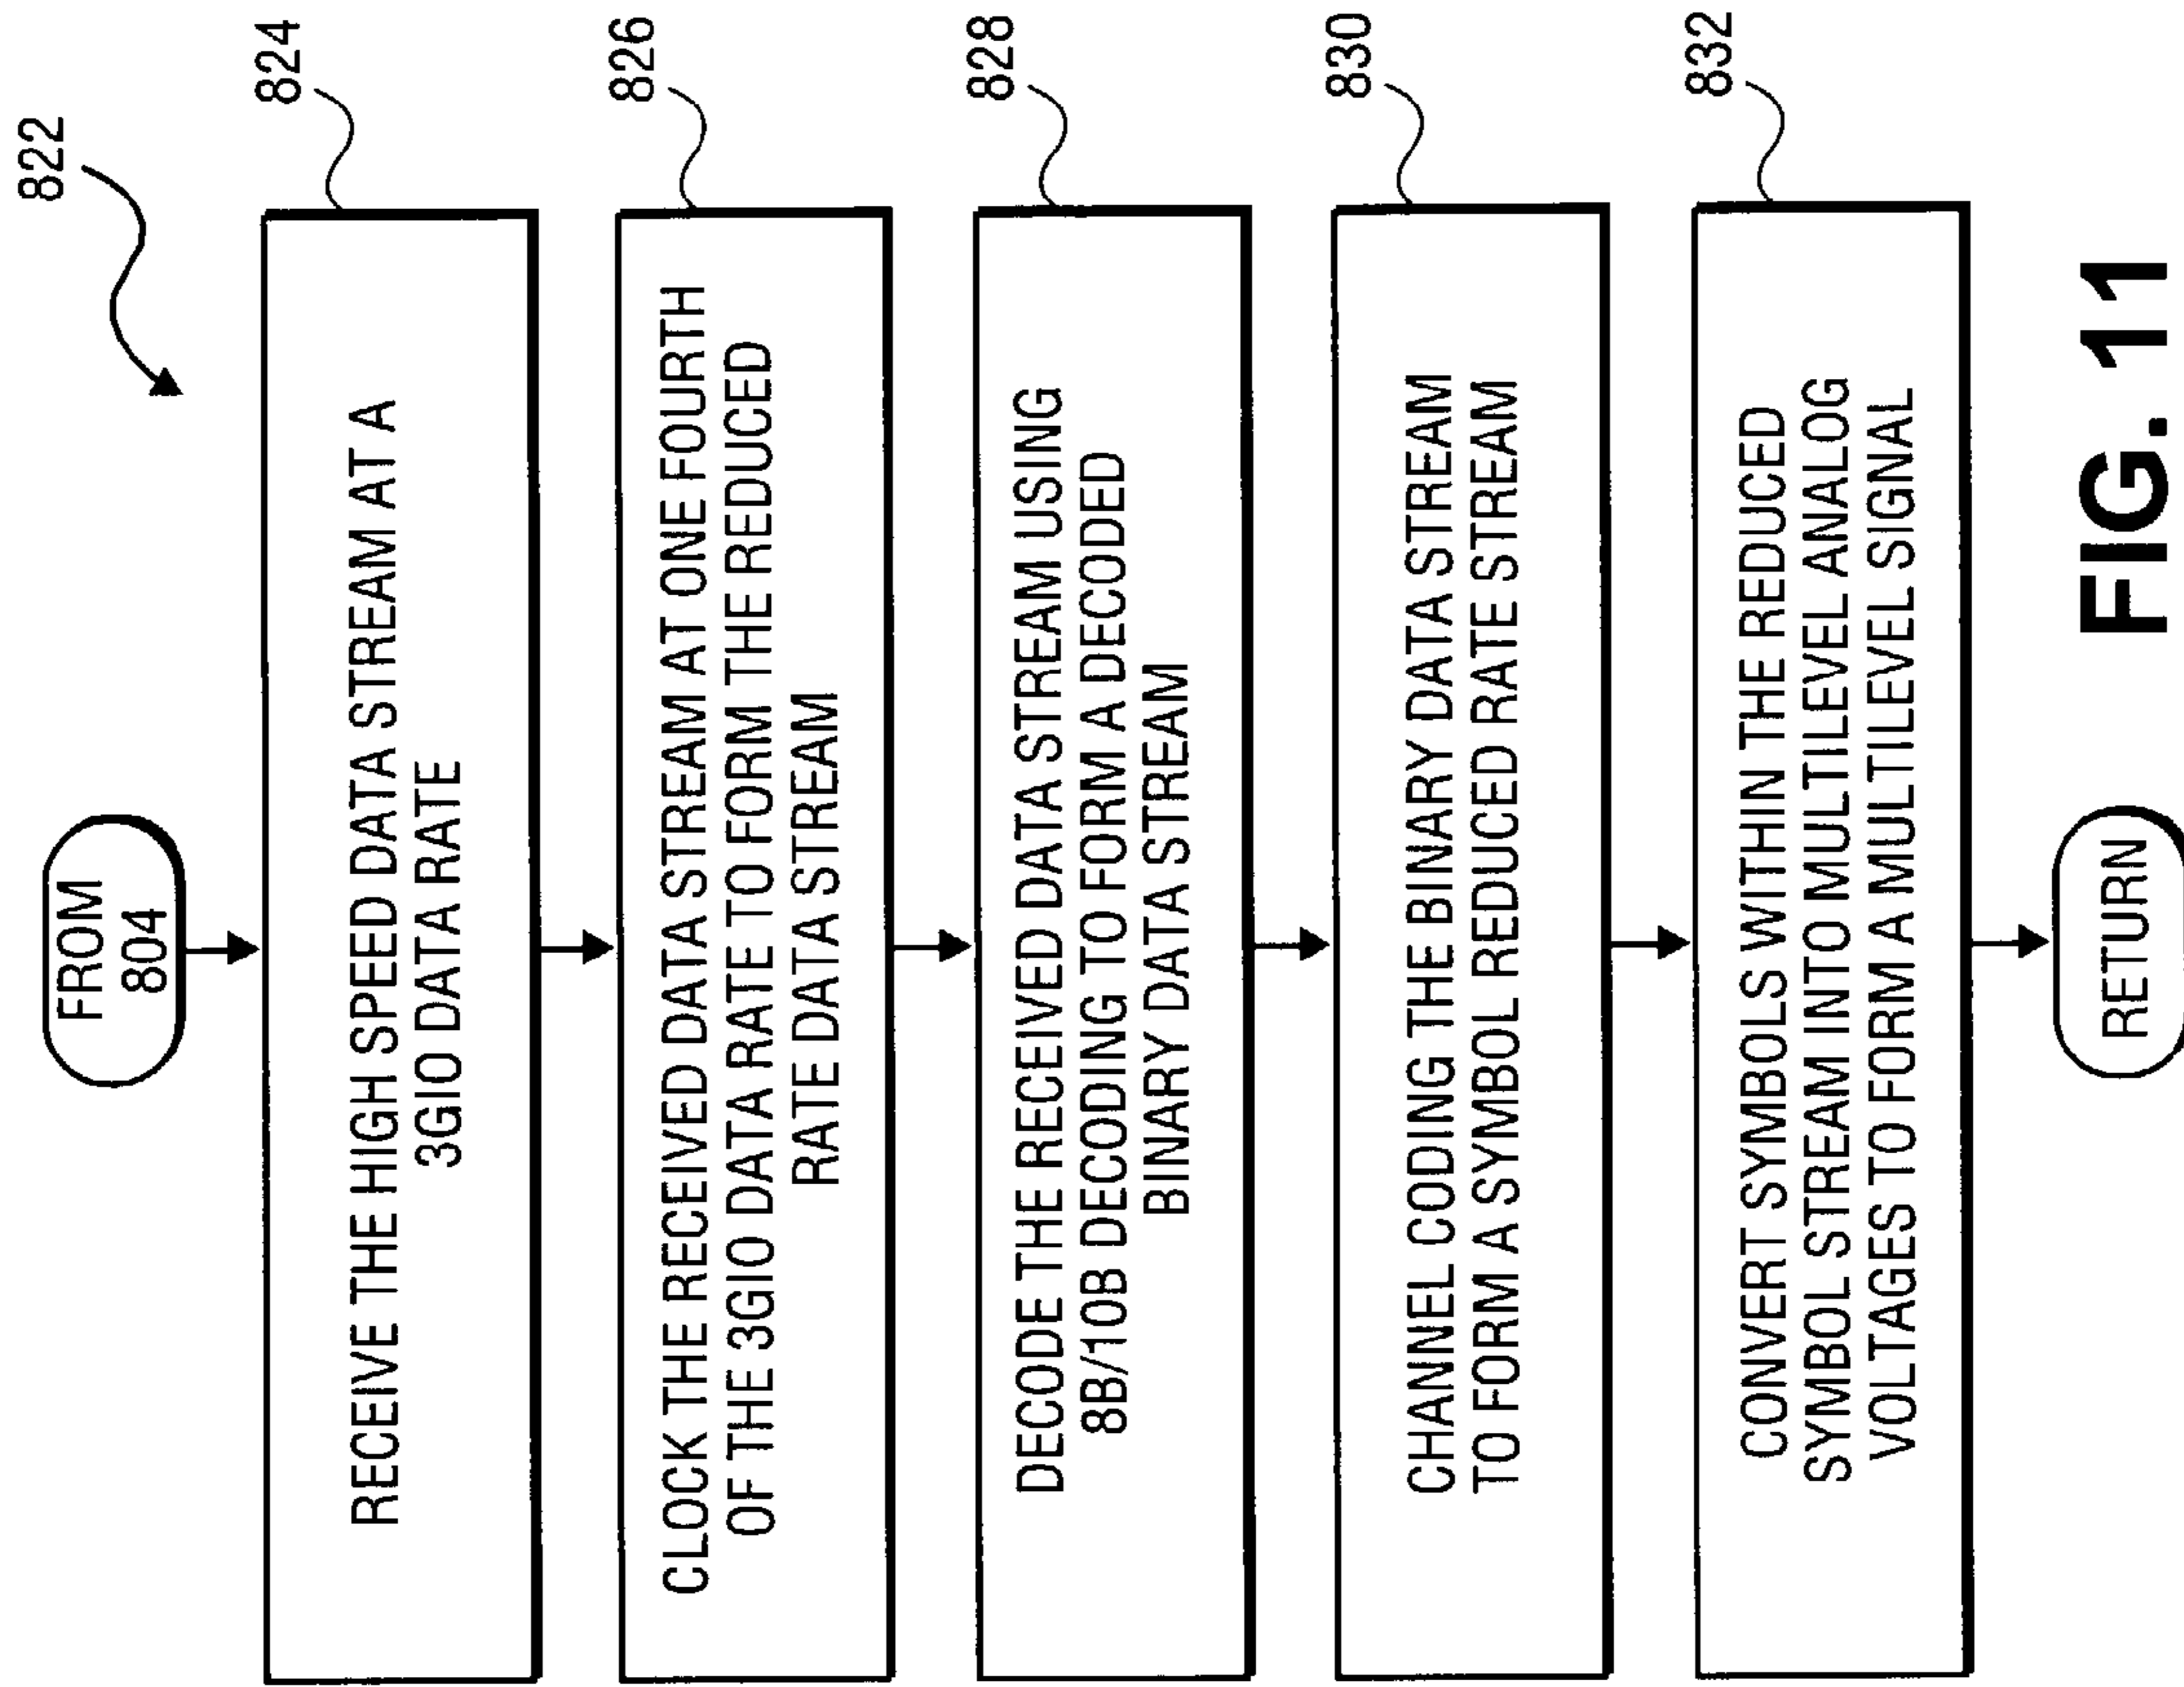 822
FROM
804
824
RECEIVE THE HIGH SPEED DATA STREAM AT A
3GIO DATA RATE
826
CLOCK THE RECEIVED DATA STREAM AT ONE FOURTH
OF THE 3GIO DATA RATE TO FORM THE REDUCED
RATE DATA STREAM
828
DECODE THE RECEIVED DATA STREAM USING
8B/10B DECODING TO FORM A DECODED
BINARY DATA STREAM
830
CHANNEL CODING THE BINARY DATA STREAM
TO FORM A SYMBOL REDUCED RATE STREAM
832
CONVERT SYMBOLS WITHIN THE REDUCED
SYMBOL STREAM INTO MULTILEVEL ANALOG
VOLTAGES TO FORM A MULTILEVEL SIGNAL
RETURN
FIG. 11